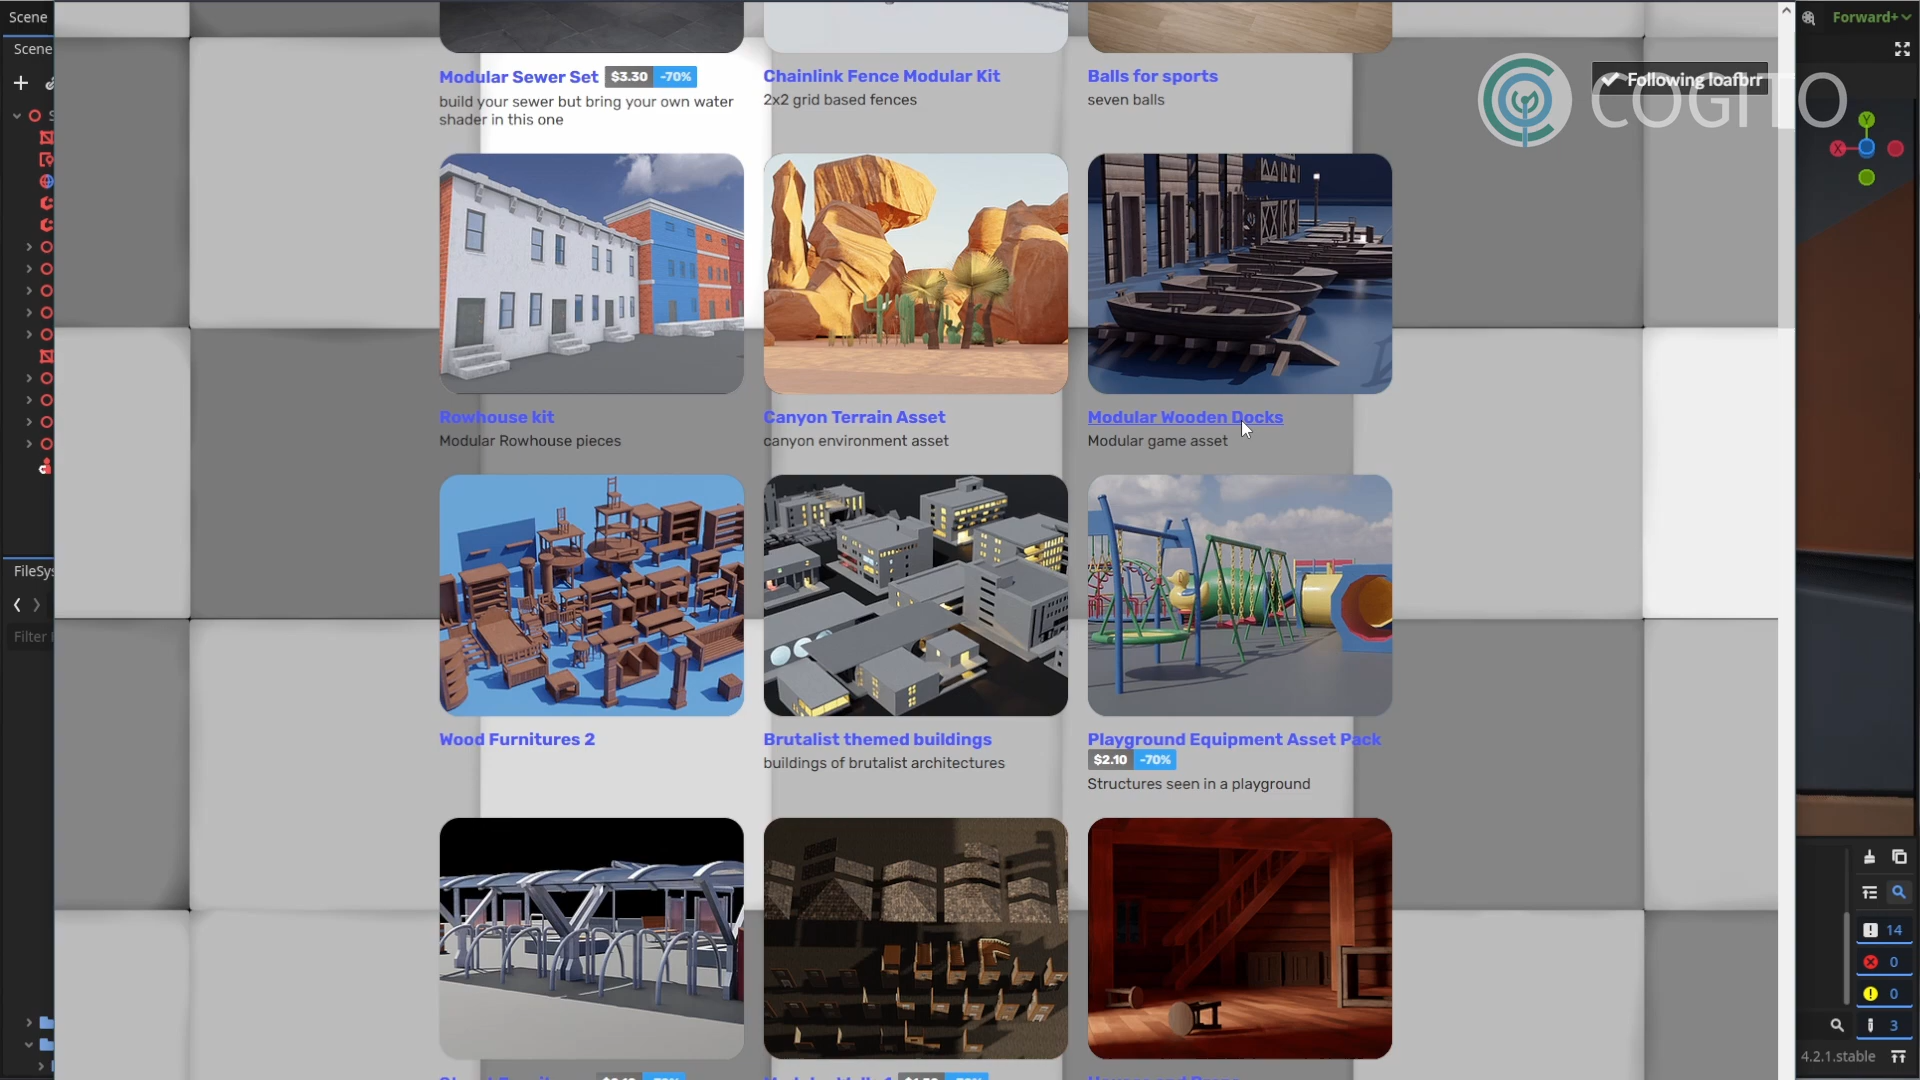 Scene
Forward+
Scene
Modular Sewer Set $3.30 -70%
build your sewer but bring your own water
shader in this one
Chainlink Fence Modular Kit
2x2 grid based fences
Balls for sports
seven balls
Following loafbrr
COGITO
Y
X
Rowhouse kit
Modular Rowhouse pieces
Canyon Terrain Asset
canyon environment asset
Modular Wooden Docks
Modular game asset
FileSys
Filter
Wood Furnitures 2
Brutalist themed buildings
buildings of brutalist architectures
Playground Equipment Asset Pack
$2.10 -70%
Structures seen in a playground
14
0
0
3
4.2.1.stable